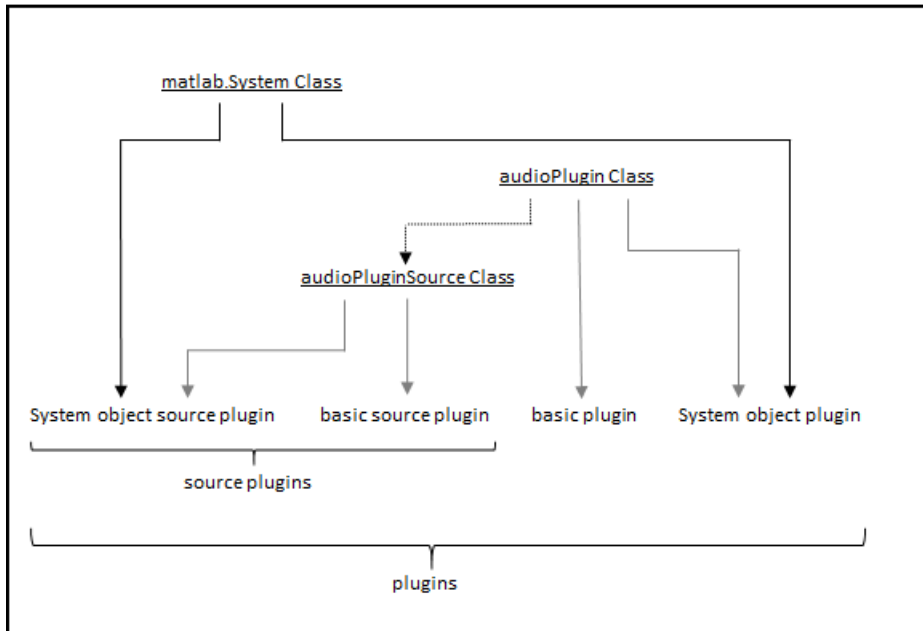 matlab.System Class
audioPlugin Class
audioPluginSource Class
System object source plugin
basic source plugin
basic plugin
System object plugin
source plugins
plugins